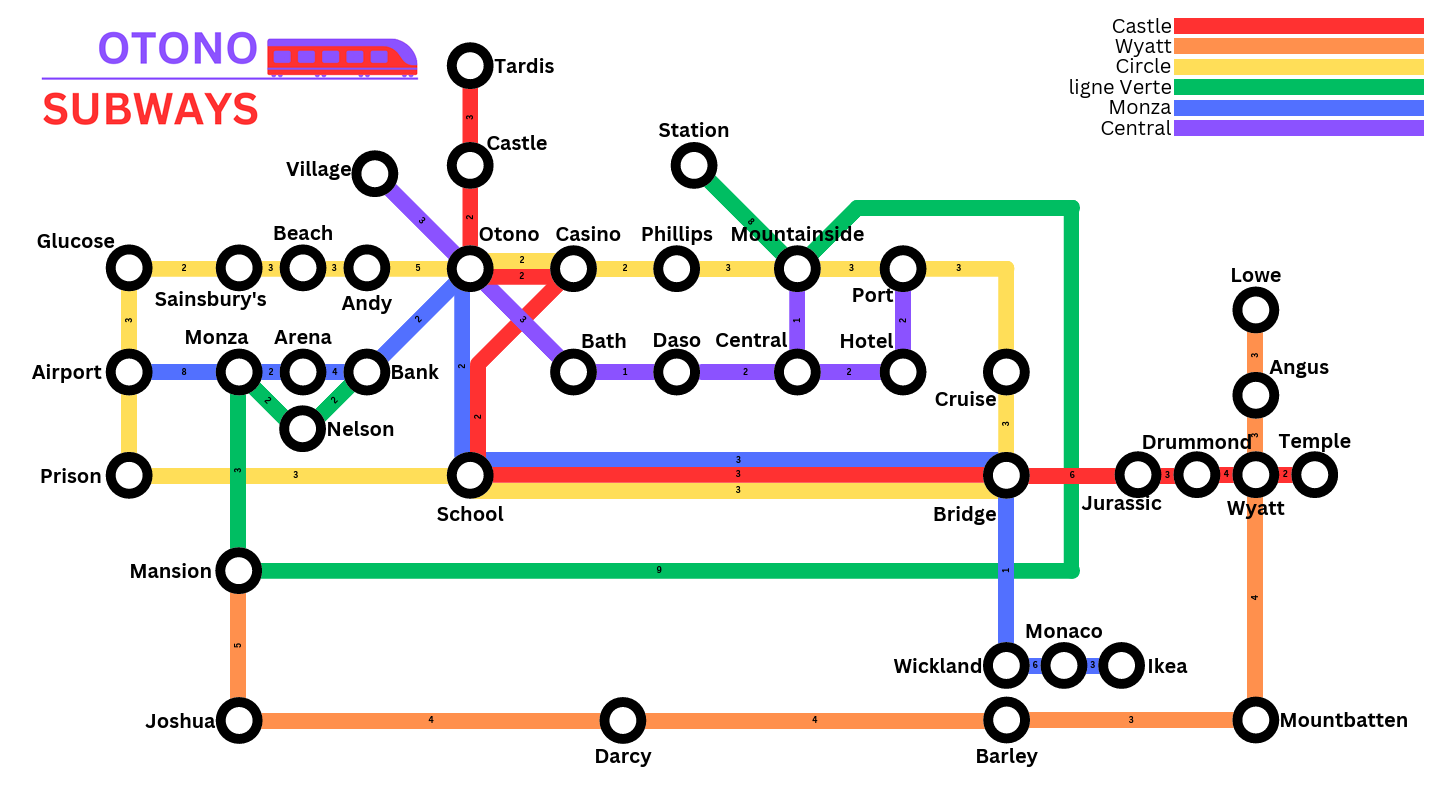 OTONO
SUBWAYS
Castle
Wyatt
Circle
ligne Verte
Monza
Central
Tardis
3
Castle
Station
Village
2
3
8
Glucose
Beach
Otono
Casino
Phillips
Mountainside
2
3
3
5
2
2
2
3
3
3
Sainsbury's
Andy
Port
Lowe
3
2
3
1
2
Monza
Arena
Bath
Daso
Central
Hotel
3
Airport
8
2
4
Bank
2
1
2
2
Cruise
Angus
2
2
Nelson
2
3
3
Drummond
Temple
Prison
3
3
3
3
3
6
3
4
2
School
Bridge
Jurassic
Wyatt
Mansion
9
1
4
5
Monaco
Wickland
6
3
Ikea
Joshua
4
4
3
Mountbatten
Darcy
Barley